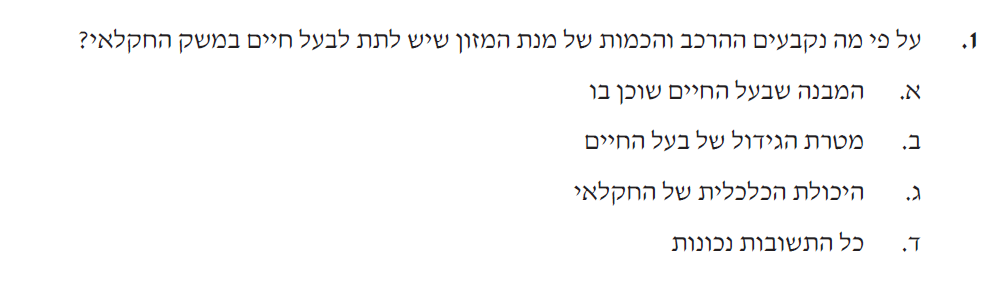 1. על פי מה נקבעים ההרכב והכמות של מנת המזון שיש לתת לבעל חיים במשק החקלאי?
א. המבנה שבעל החיים שוכן בו
ב. מטרת הגידול של בעל החיים
ג. היכולת הכלכלית של החקלאי
ד. כל התשובות נכונות